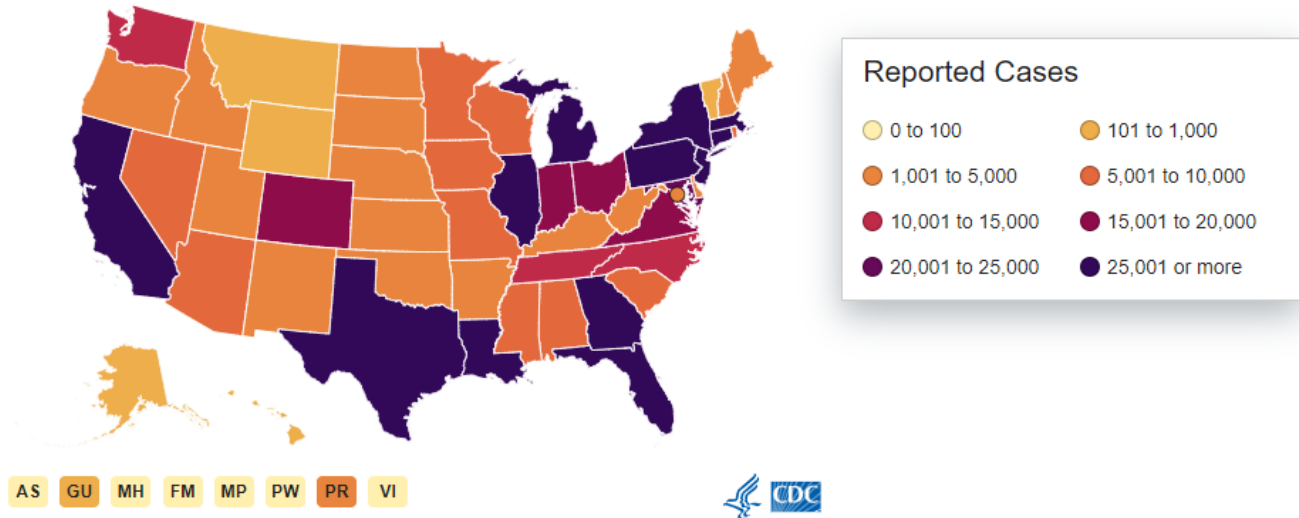 Reported Cases
0 to 100
101 to 1,000
1,001 to 5,000
5,001 to 10,000
10,001 to 15,000
15,001 to 20,000
20,001 to 25,000
25,001 or more
AS GU MH FM MP PW PR VI
CDC